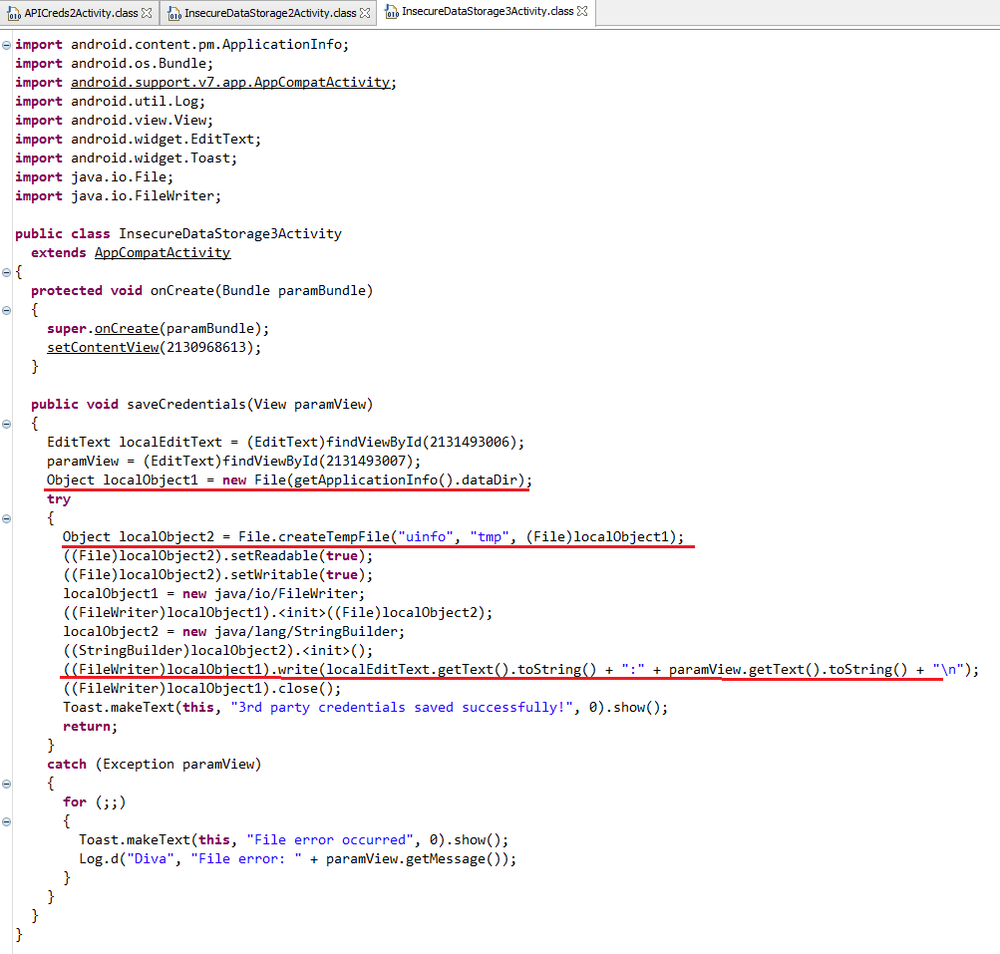 APICreds2Activity.class InsecureDataStorage2Activity.class InsecureDataStorage3Activity.class
import android.content.pm.ApplicationInfo;
import android.os.Bundle;
import android.support.v7.app.AppCompatActivity;
import android.util.Log;
import android.view.View;
import android.widget.EditText;
import android.widget.Toast;
import java.io.File;
import java.io.FileWriter;

public class InsecureDataStorage3Activity
  extends AppCompatActivity
{
  protected void onCreate(Bundle paramBundle)
  {
    super.onCreate(paramBundle);
    setContentView(2130968613);
  }

  public void saveCredentials(View paramView)
  {
    EditText localEditText = (EditText)findViewById(2131493006);
    paramView = (EditText)findViewById(2131493007);
    Object localObject1 = new File(getApplicationInfo().dataDir);
    try
    {
      Object localObject2 = File.createTempFile("uinfo", "tmp", (File)localObject1);
      ((File)localObject2).setReadable(true);
      ((File)localObject2).setWritable(true);
      localObject1 = new java/io/FileWriter;
      ((FileWriter)localObject1).<init>((File)localObject2);
      localObject2 = new java/lang/StringBuilder;
      ((StringBuilder)localObject2).<init>();
      ((FileWriter)localObject1).write(localEditText.getText().toString() + ":" + paramView.getText().toString() + "\n");
      ((FileWriter)localObject1).close();
      Toast.makeText(this, "3rd party credentials saved successfully!", 0).show();
      return;
    }
    catch (Exception paramView)
    {
      for (;;)
      {
        Toast.makeText(this, "File error occurred", 0).show();
        Log.d("Diva", "File error: " + paramView.getMessage());
      }
    }
  }
}